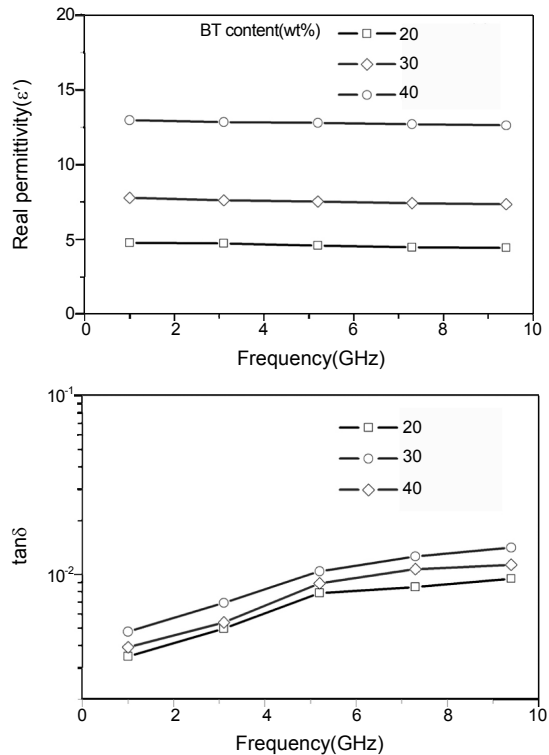 20
BT content(wt%)
20
30
40
15
10
5
0
Real permittivity(ε′)
0 2 4 6 8 10
Frequency(GHz)
10⁻¹
20
30
40
10⁻²
tanδ
0 2 4 6 8 10
Frequency(GHz)